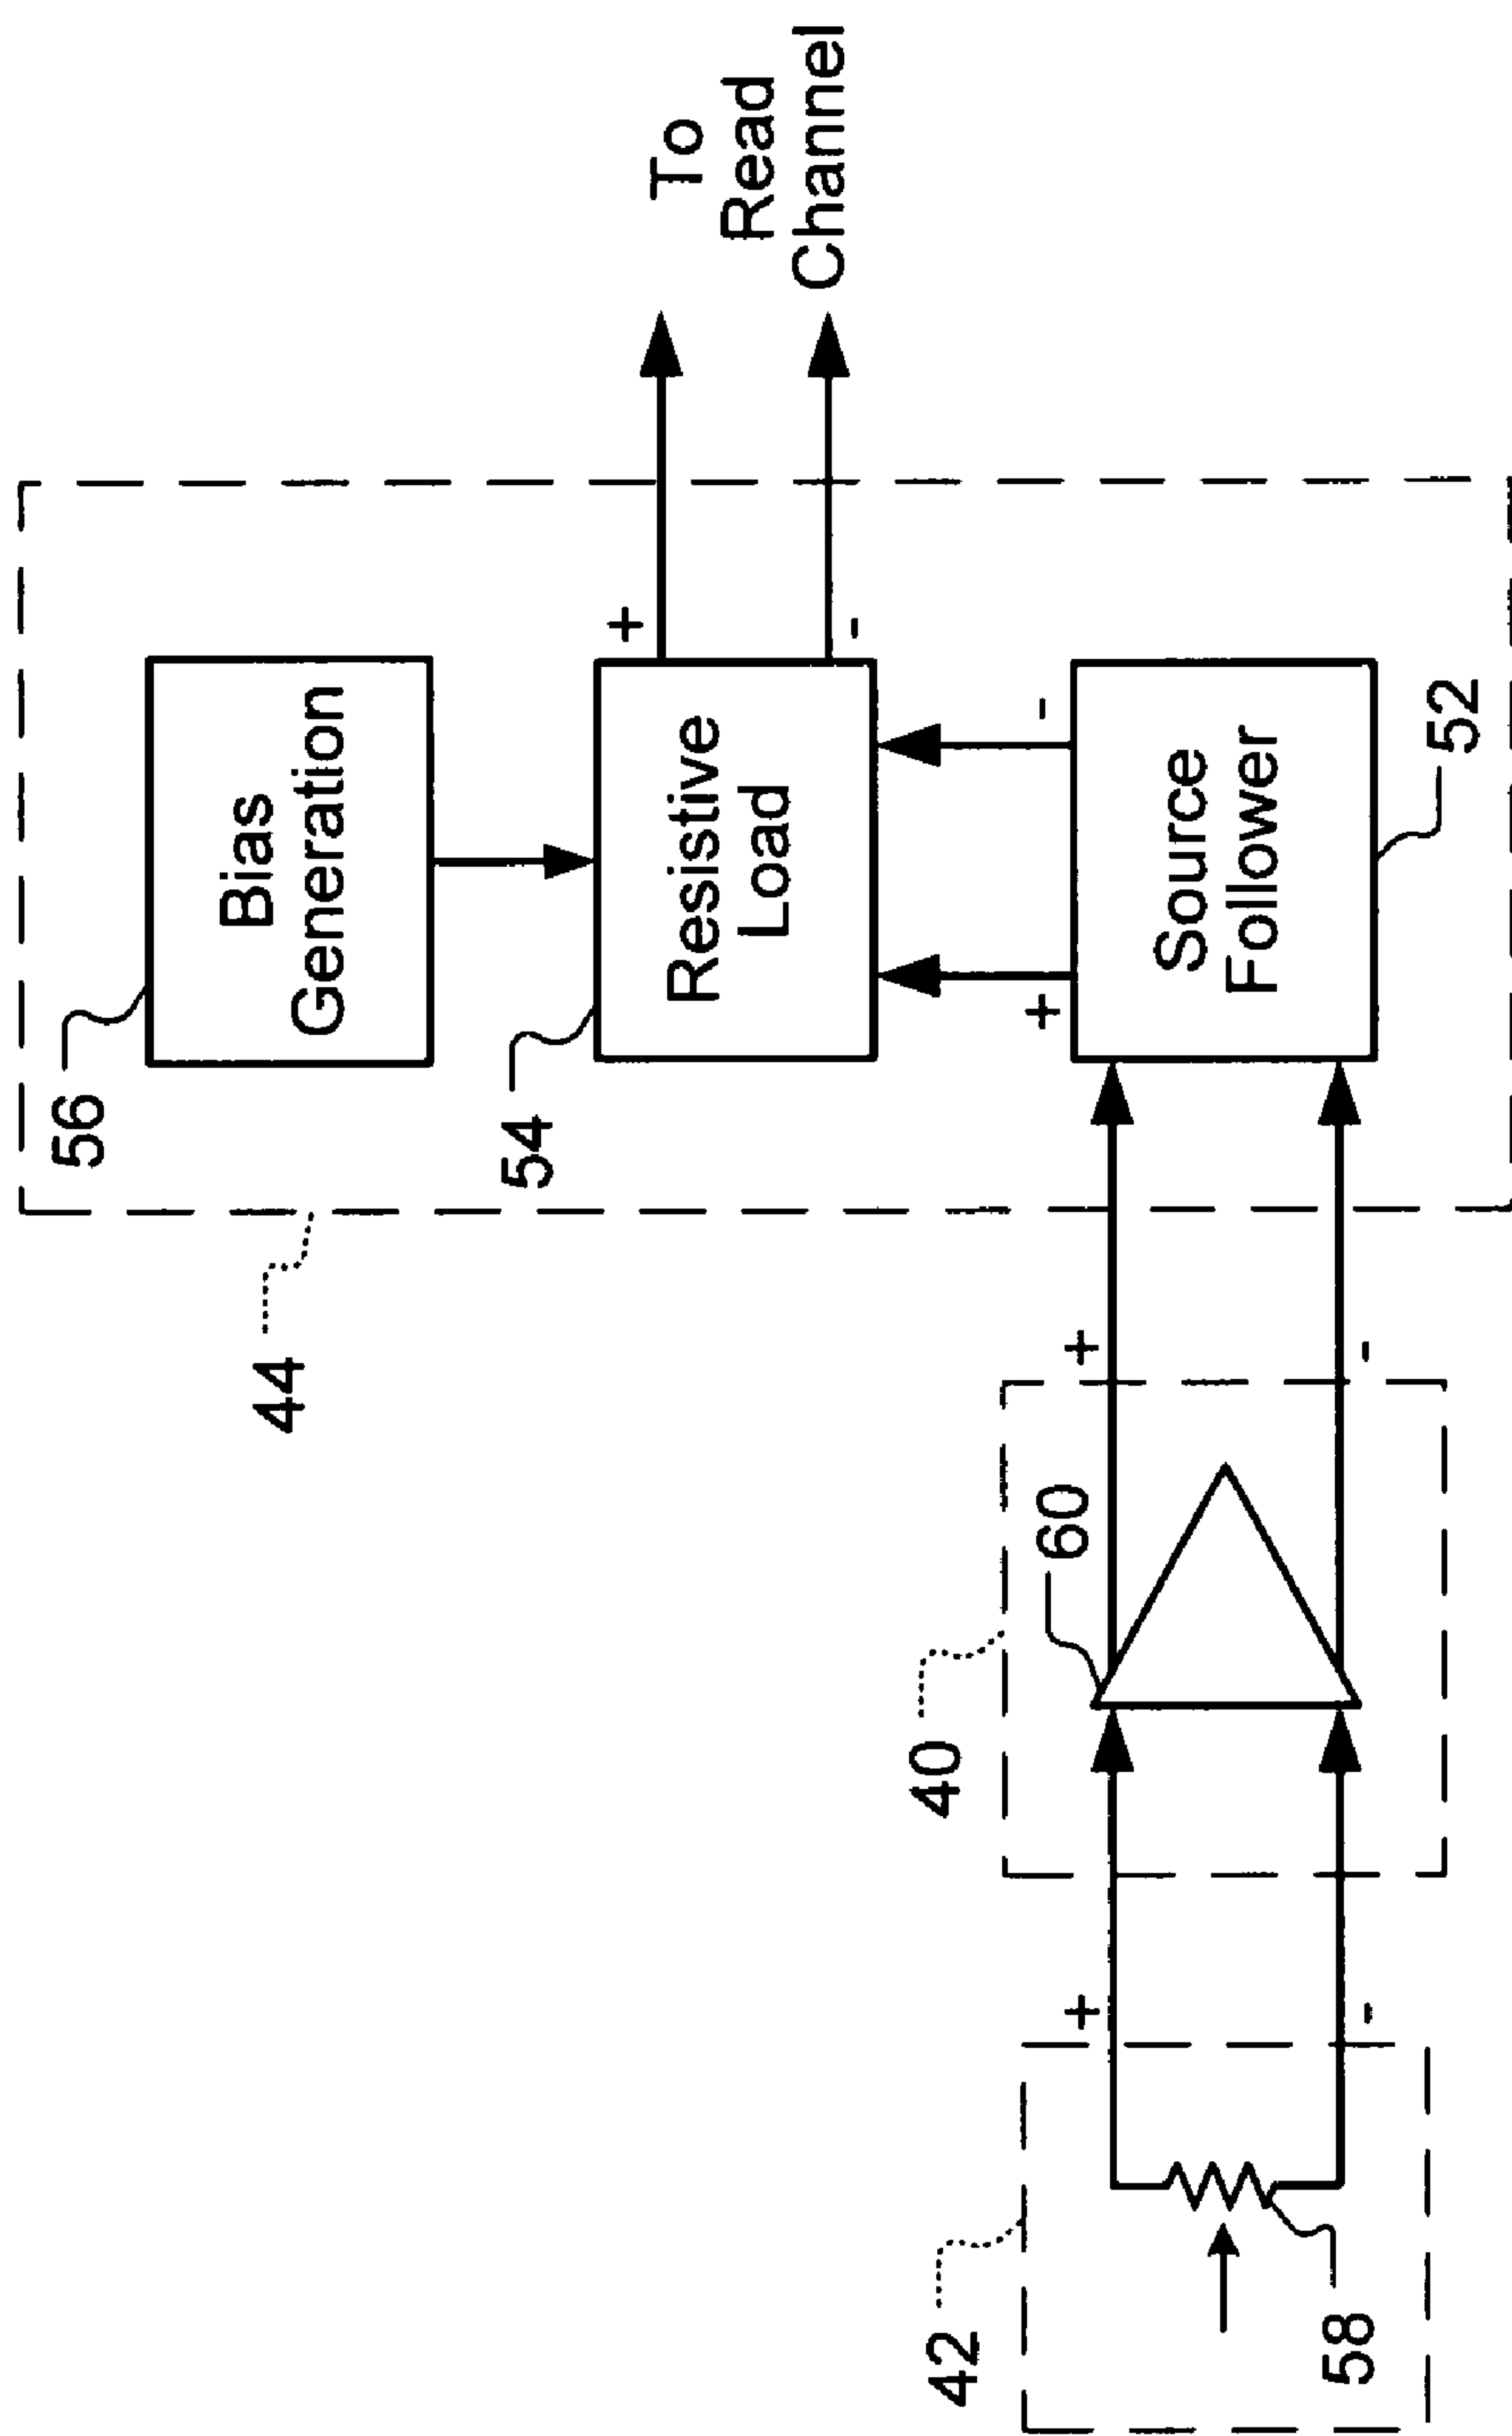 56
Bias
Generation
44
54
Resistive
Load
+
-
To
Read
Channel
+
-
Source
Follower
52
40
60
+
-
42
+
-
58